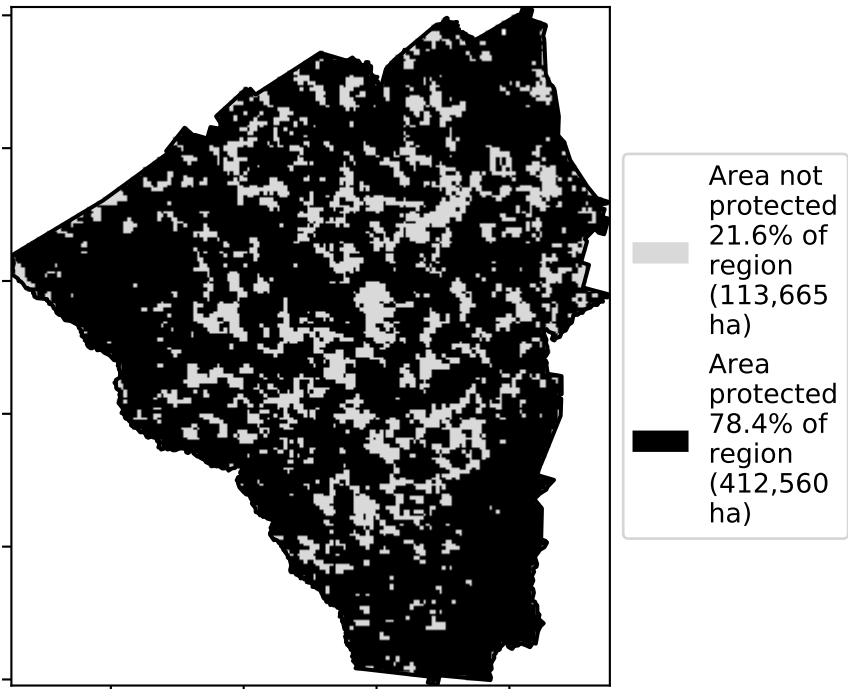 Area not
protected
21.6% of
region
(113,665
ha)
Area
protected
78.4% of
region
(412,560
ha)